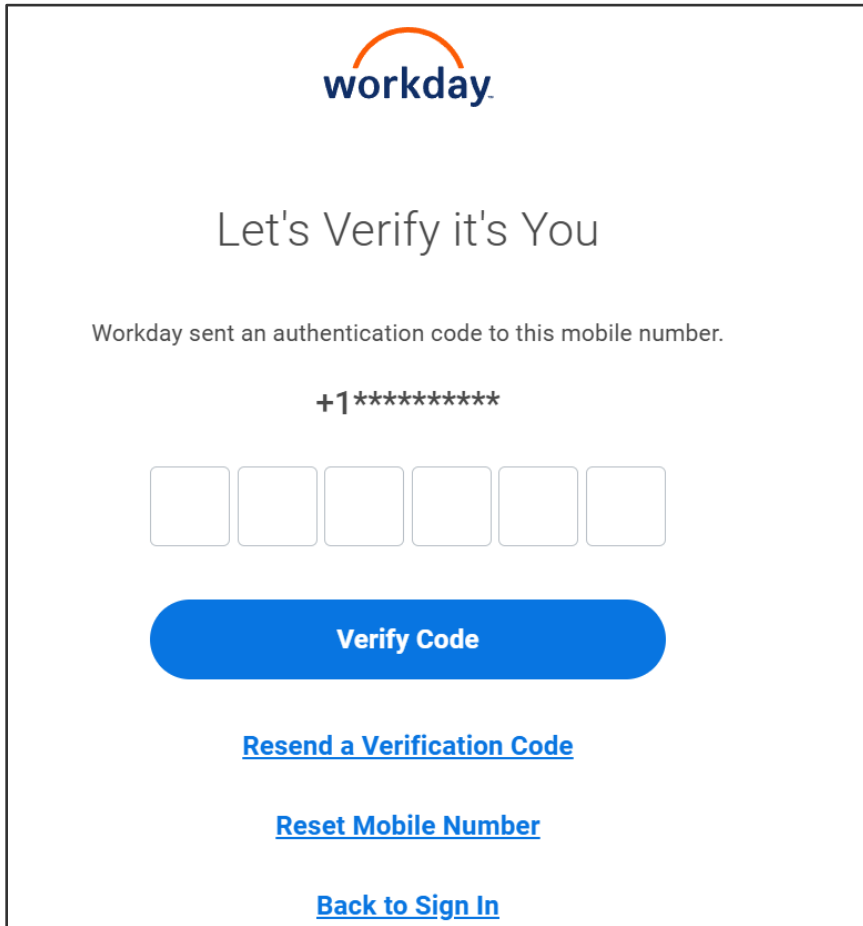 workday
Let's Verify it's You
Workday sent an authentication code to this mobile number.
+1**********
Verify Code
Resend a Verification Code
Reset Mobile Number
Back to Sign In